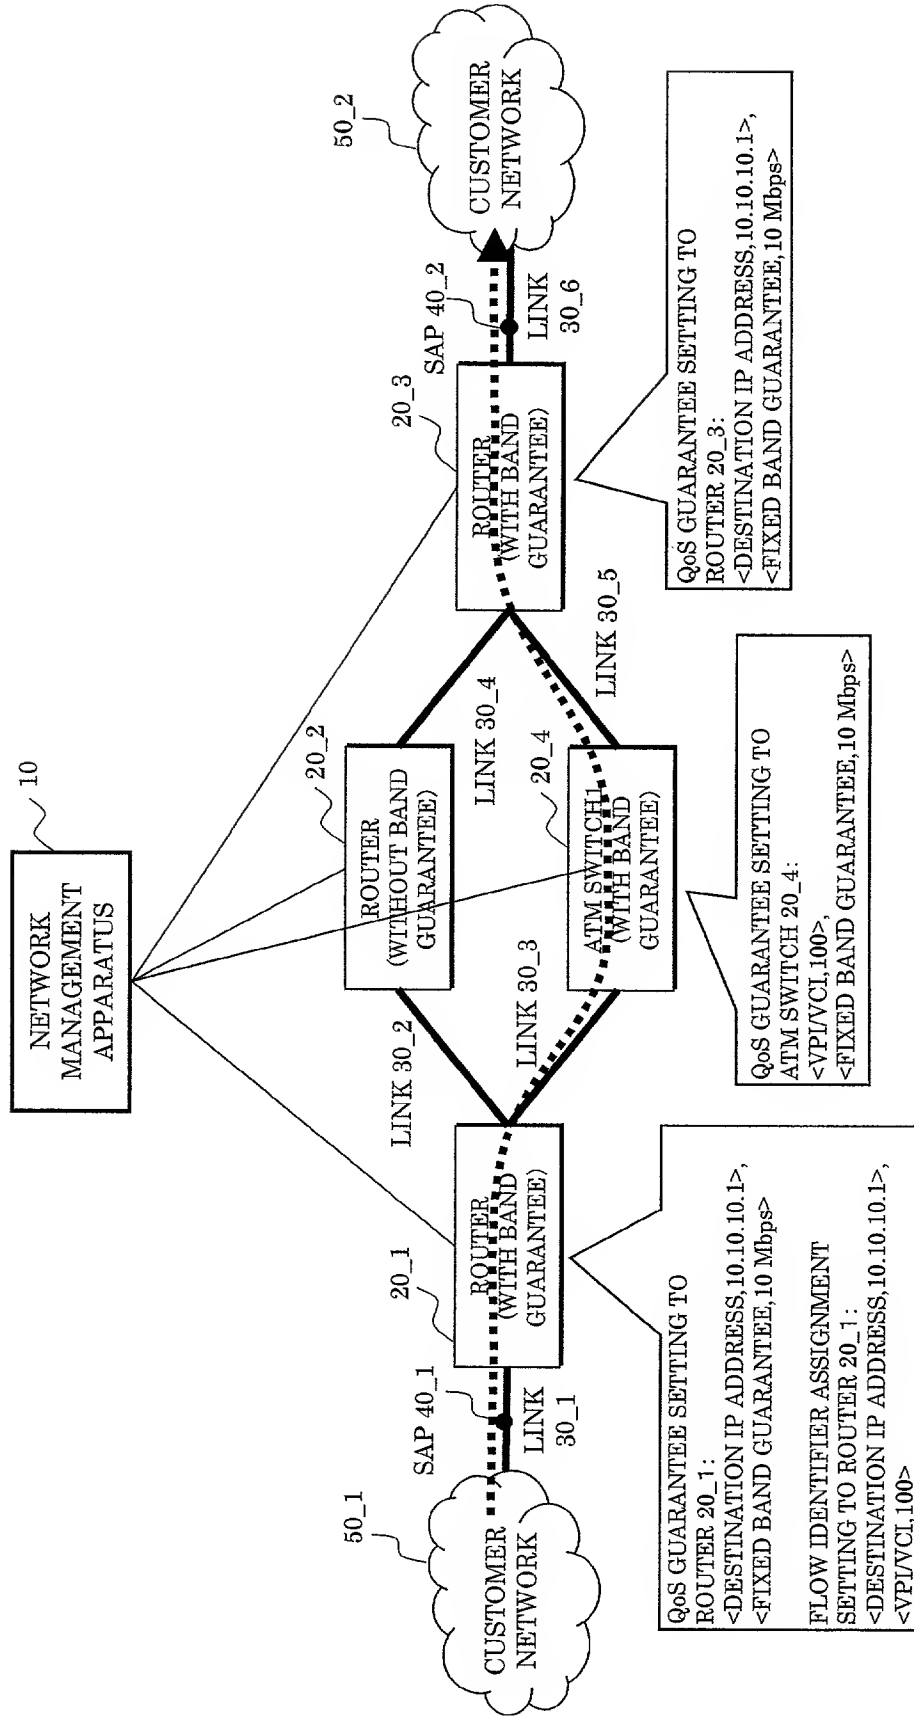 NETWORK
MANAGEMENT
APPARATUS
10
50_1
CUSTOMER
NETWORK
SAP 40_1
LINK
30_1
20_1
ROUTER
(WITH BAND
GUARANTEE)
LINK 30_2
LINK 30_3
20_2
ROUTER
(WITHOUT BAND
GUARANTEE)
20_4
ATM SWITCH1
(WITH BAND
GUARANTEE)
LINK 30_4
LINK 30_5
20_3
ROUTER
(WITH BAND
GUARANTEE)
SAP 40_2
LINK
30_6
50_2
CUSTOMER
NETWORK
QoS GUARANTEE SETTING TO
ROUTER 20_1:
<DESTINATION IP ADDRESS,10.10.10.1>,
<FIXED BAND GUARANTEE,10 Mbps>
FLOW IDENTIFIER ASSIGNMENT
SETTING TO ROUTER 20_1:
<DESTINATION IP ADDRESS,10.10.10.1>,
<VPI/VCI,100>
QoS GUARANTEE SETTING TO
ATM SWITCH 20_4:
<VPI/VCI,100>,
<FIXED BAND GUARANTEE,10 Mbps>
QoS GUARANTEE SETTING TO
ROUTER 20_3:
<DESTINATION IP ADDRESS,10.10.10.1>,
<FIXED BAND GUARANTEE,10 Mbps>